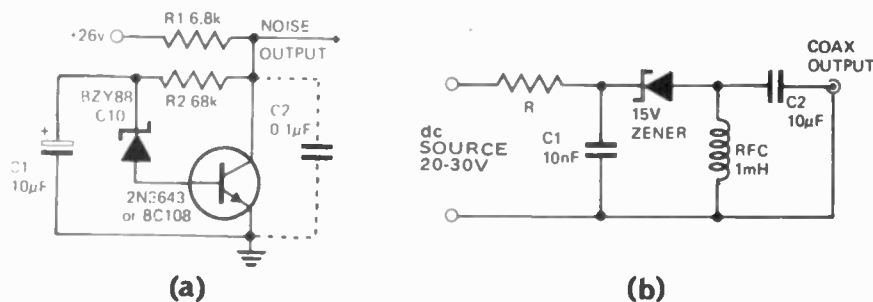 R1 6.8k
+26v
NOISE
OUTPUT
BZY88
C10
R2 68k
C2
0.1µF
+
C1
10µF
2N3643
or BC108
(a)
COAX
OUTPUT
R
15V
ZENER
C2
10µF
dc
SOURCE
20-30V
C1
10nF
RFC
1mH
(b)